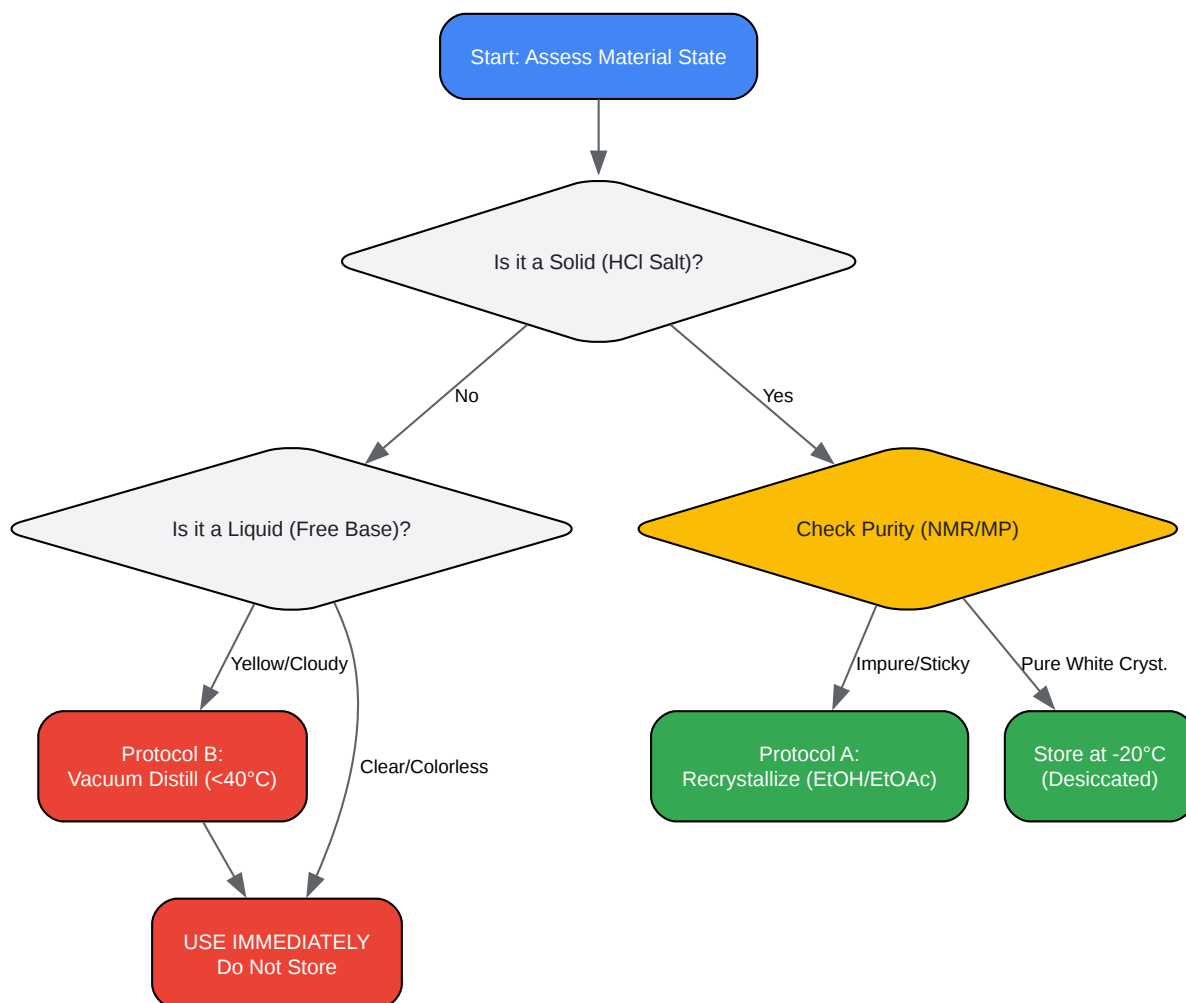 Start: Assess Material State
Is it a Solid (HCl Salt)?
No
Yes
Is it a Liquid (Free Base)?
Check Purity (NMR/MP)
Yellow/Cloudy
Impure/Sticky
Pure White Cryst.
Protocol B:
Vacuum Distill (<40°C)
Clear/Colorless
Protocol A:
Recrystallize (EtOH/EtOAc)
Store at -20°C
(Desiccated)
USE IMMEDIATELY
Do Not Store